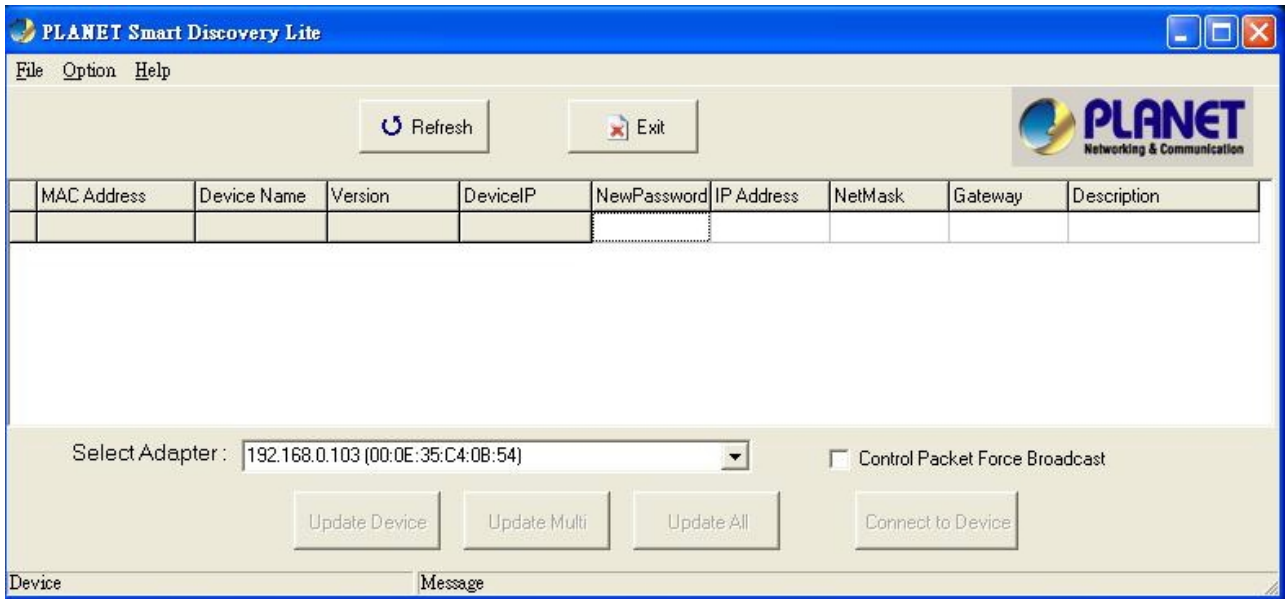 PLANET Smart Discovery Lite
File Option Help
Refresh Exit
PLANET
Networking & Communication
MAC Address Device Name Version DeviceIP NewPassword IP Address NetMask Gateway Description
Select Adapter : 192.168.0.103 (00:0E:35:C4:0B:54) Control Packet Force Broadcast
Update Device Update Multi Update All Connect to Device
Device Message